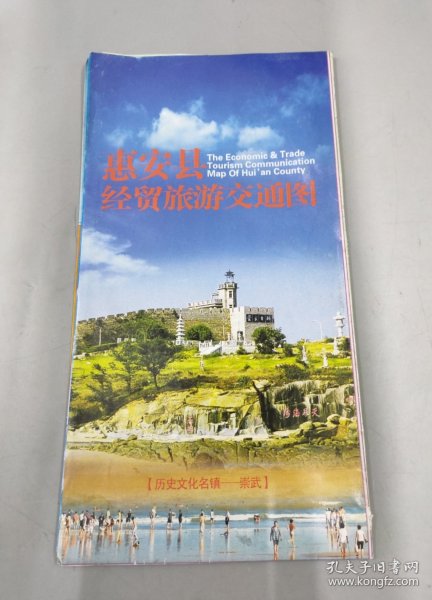 惠安县
The Economic & Trade
Tourism Communication
Map Of Hui'an County
经贸旅游交通图
【历史文化名镇——崇武】
孔夫子旧书网
www.kongfz.com